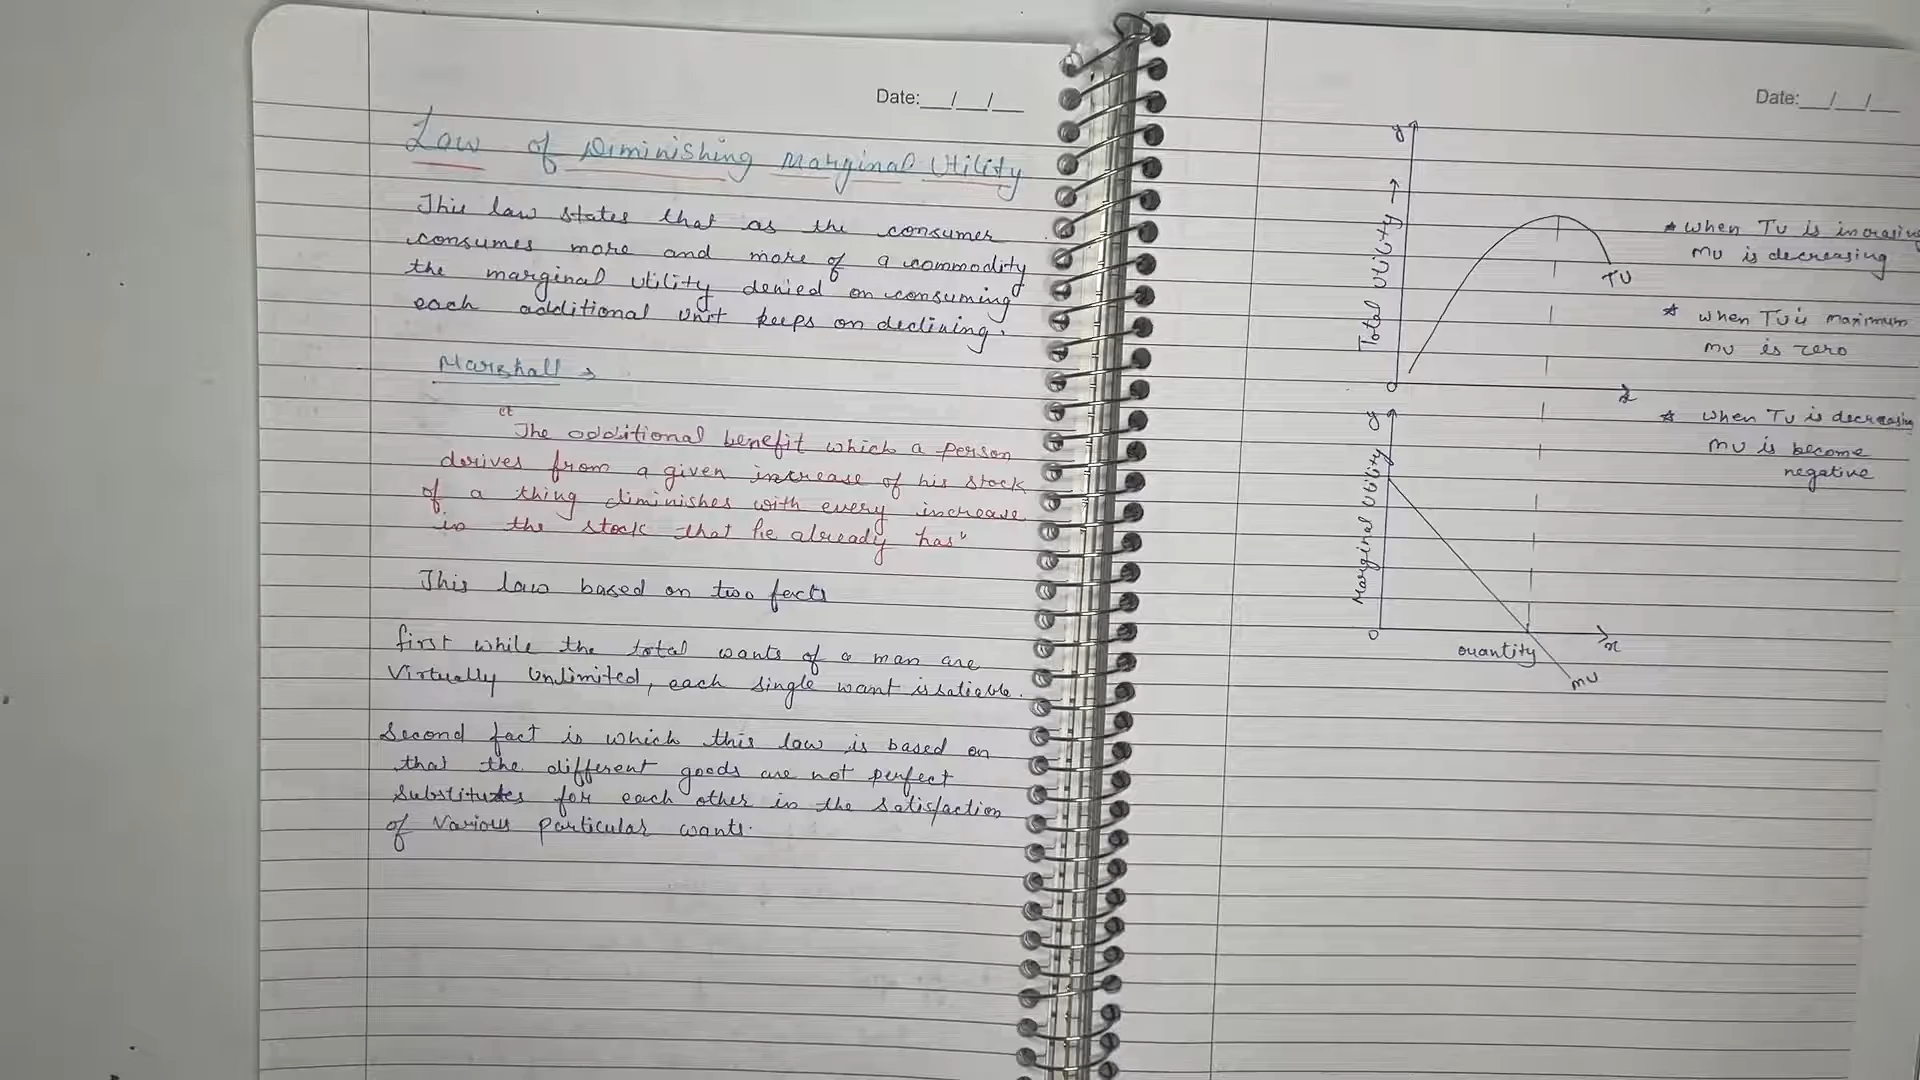 Date:__/__/__
Law of Diminishing Marginal Utility
This law states that as the consumer
consumes more and more of a commodity
the marginal utility denied on consuming
each additional unit keeps on declining.
Marshall →
"The additional benefit which a person
derives from a given increase of his stock
of a thing diminishes with every increase
in the stock that he already has"
This law based on two facts
first while the total wants of a man are
Virtually Unlimited, each single want is satiable.
Second fact is which this law is based on
that the different goods are not perfect
substitutes for each other in the satisfaction
of various particular wants.
Date:__/__/__
y
Total Utility →
TU
o
x
y
Marginal Utility
o
x
Quantity
MU
* when TU is incrasing
MU is decreasing
* when TU is maximum
MU is zero
* when TU is decreasing
MU is become
negative